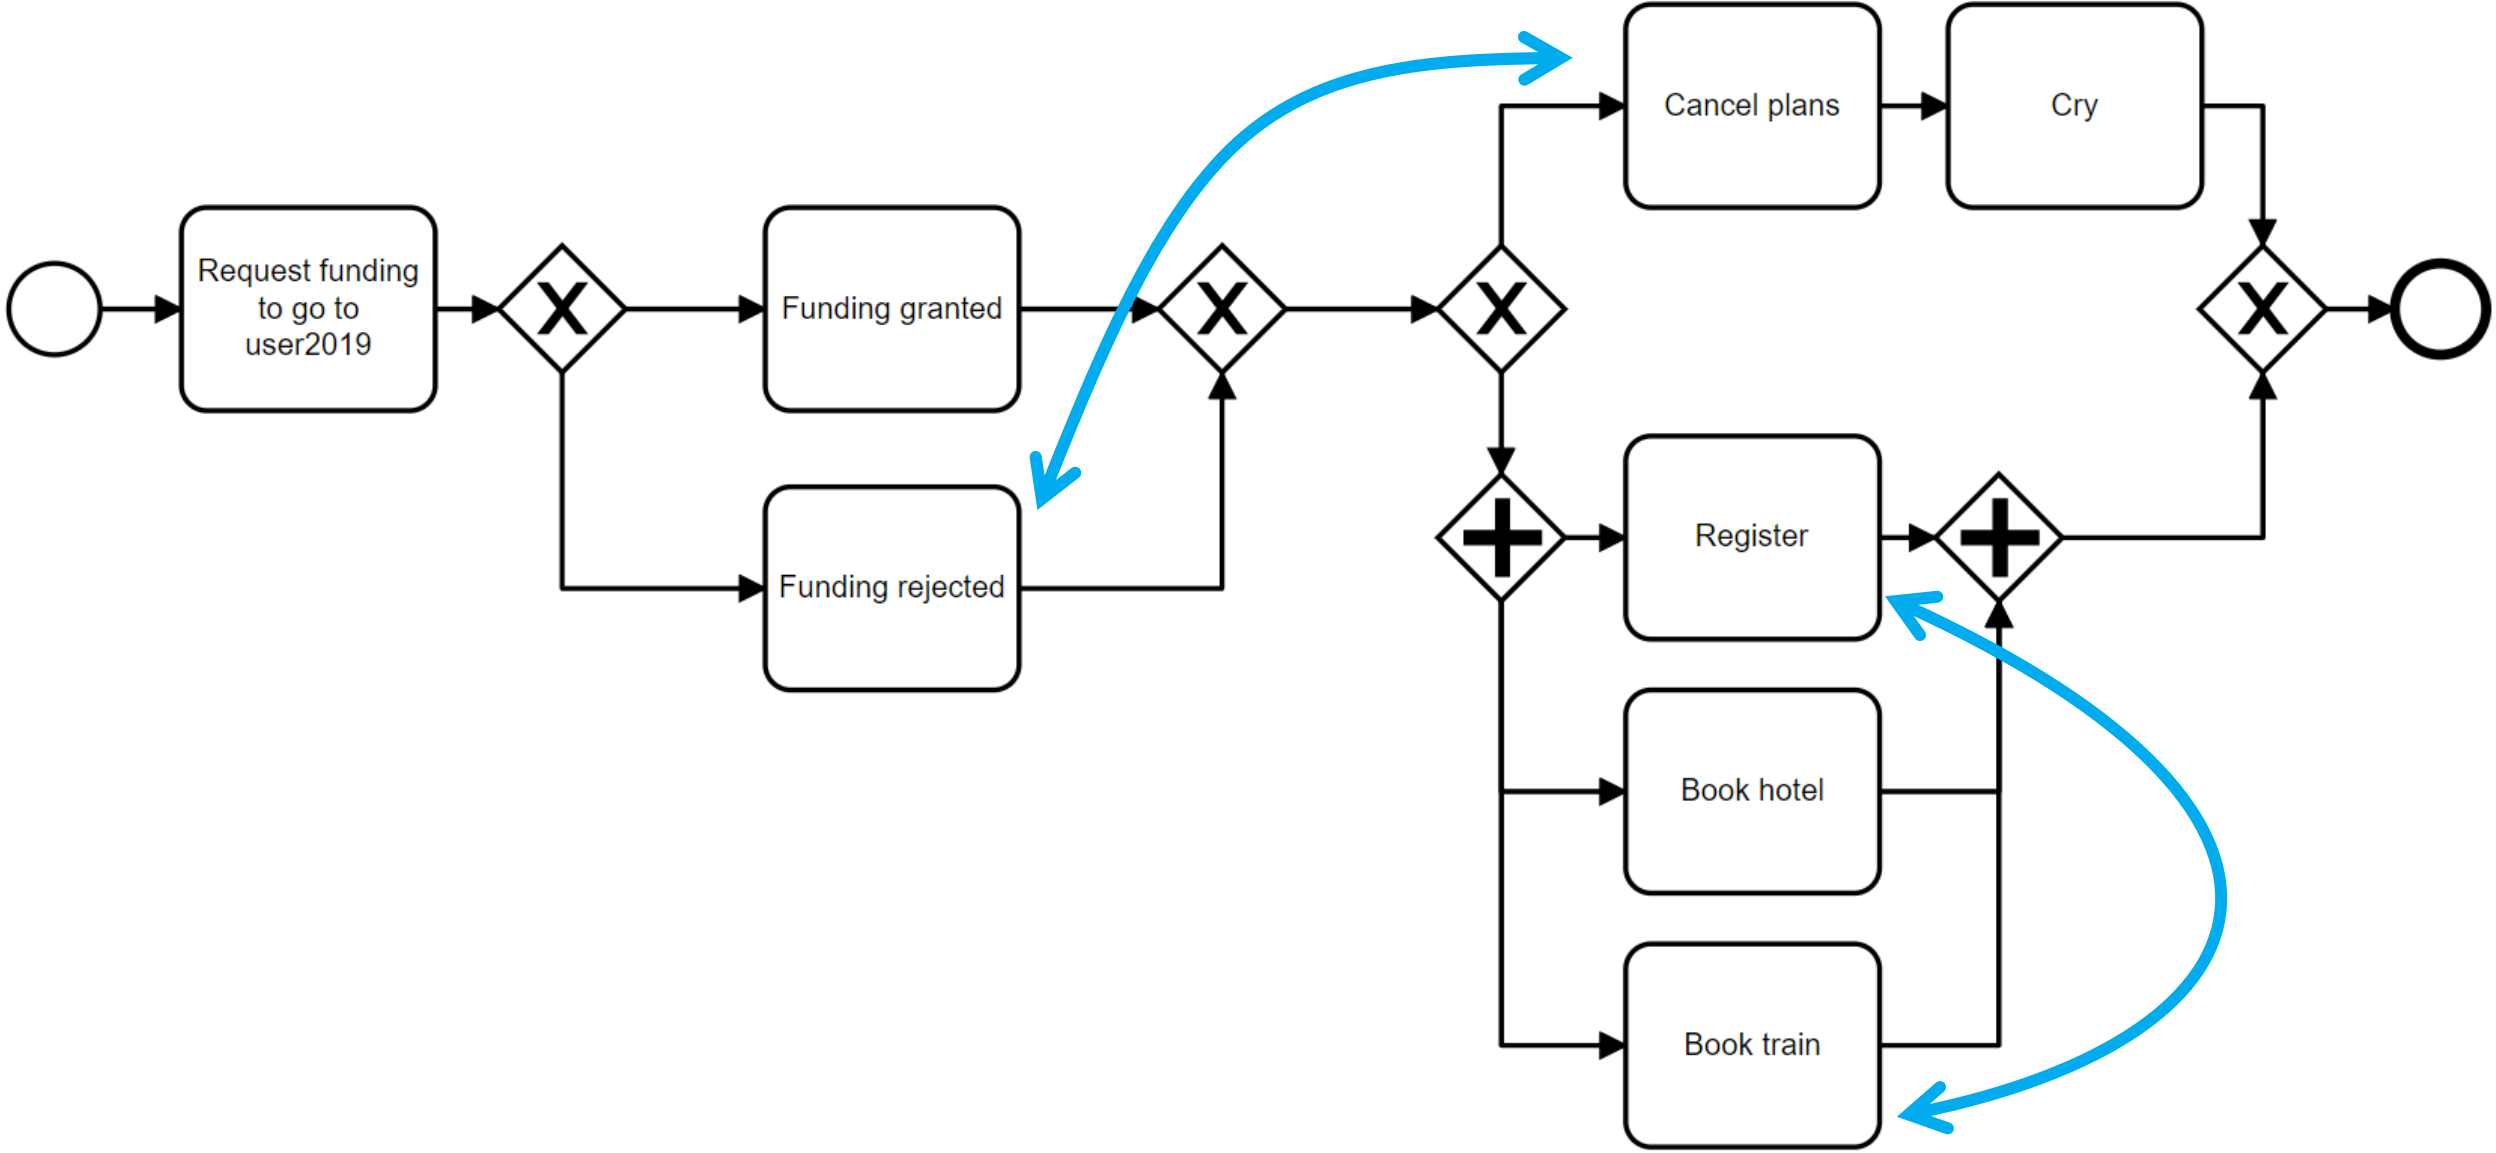 Request funding
to go to
user2019
Funding granted
Funding rejected
Cancel plans
Cry
Register
Book hotel
Book train